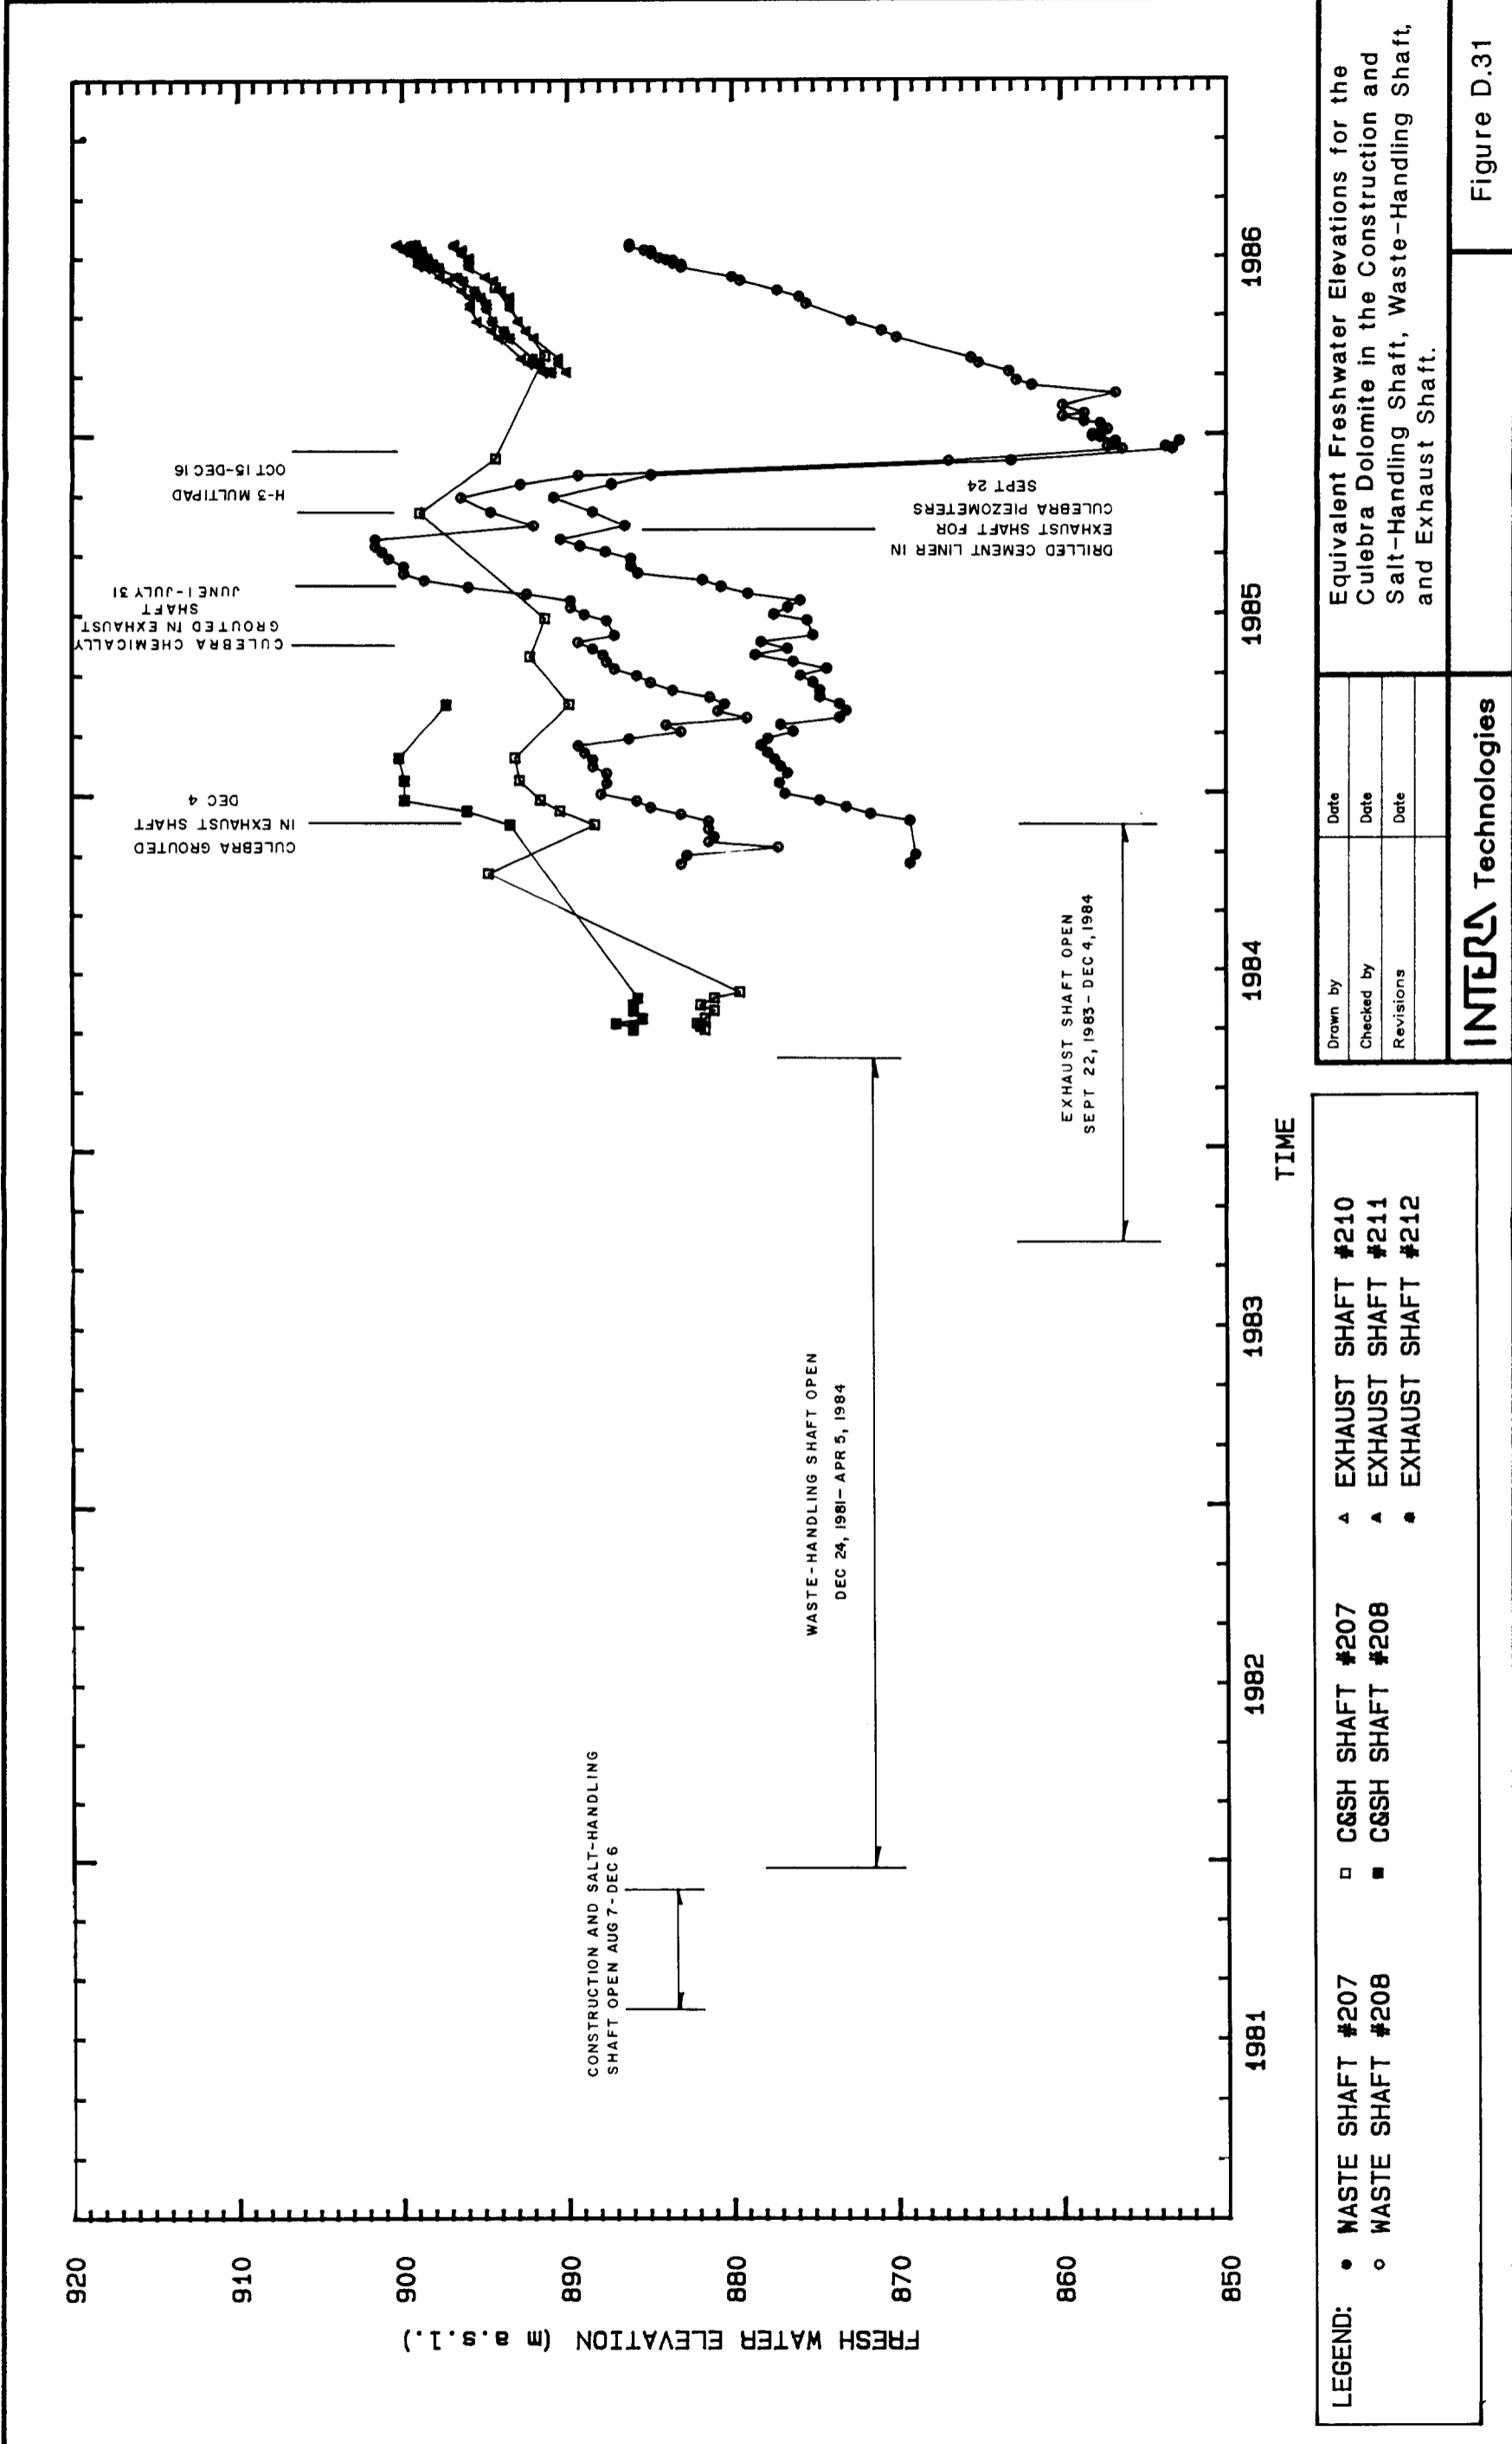 920
910
900
890
880
870
860
850
FRESH WATER ELEVATION (m a.s.l.)
1981
1982
1983
1984
1985
1986
TIME
CONSTRUCTION AND SALT-HANDLING
SHAFT OPEN AUG 7-DEC 6
WASTE-HANDLING SHAFT OPEN
DEC 24, 1981- APR 5, 1984
EXHAUST SHAFT OPEN
SEPT 22, 1983- DEC 4, 1984
CULEBRA GROUTED
IN EXHAUST SHAFT
DEC 4
CULEBRA CHEMICALLY
GROUTED IN EXHAUST
SHAFT
JUNE 1-JULY 31
DRILLED CEMENT LINER IN
EXHAUST SHAFT FOR
CULEBRA PIEZOMETERS
SEPT 24
H-3 MULTIPAD
OCT 15-DEC 16
LEGEND:
WASTE SHAFT #207
WASTE SHAFT #208
C&SH SHAFT #207
C&SH SHAFT #208
EXHAUST SHAFT #210
EXHAUST SHAFT #211
EXHAUST SHAFT #212
Drawn by
Date
Checked by
Date
Revisions
Date
Equivalent Freshwater Elevations for the
Culebra Dolomite in the Construction and
Salt-Handling Shaft, Waste-Handling Shaft,
and Exhaust Shaft.
INTERA Technologies
Figure D.31